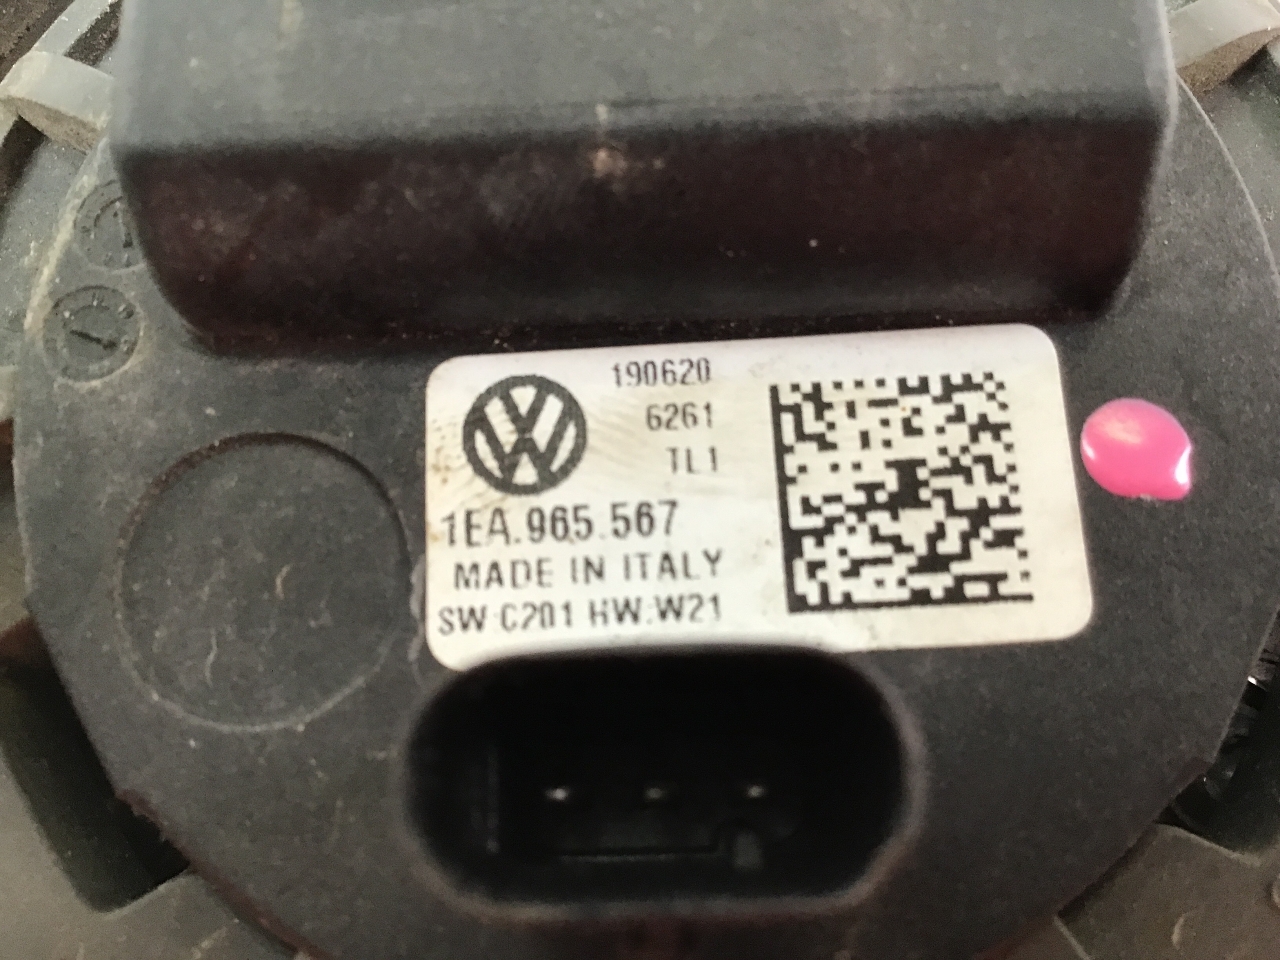 190620
6261
TL1
1EA.965.567
MADE IN ITALY
SW:C201 HW:W21